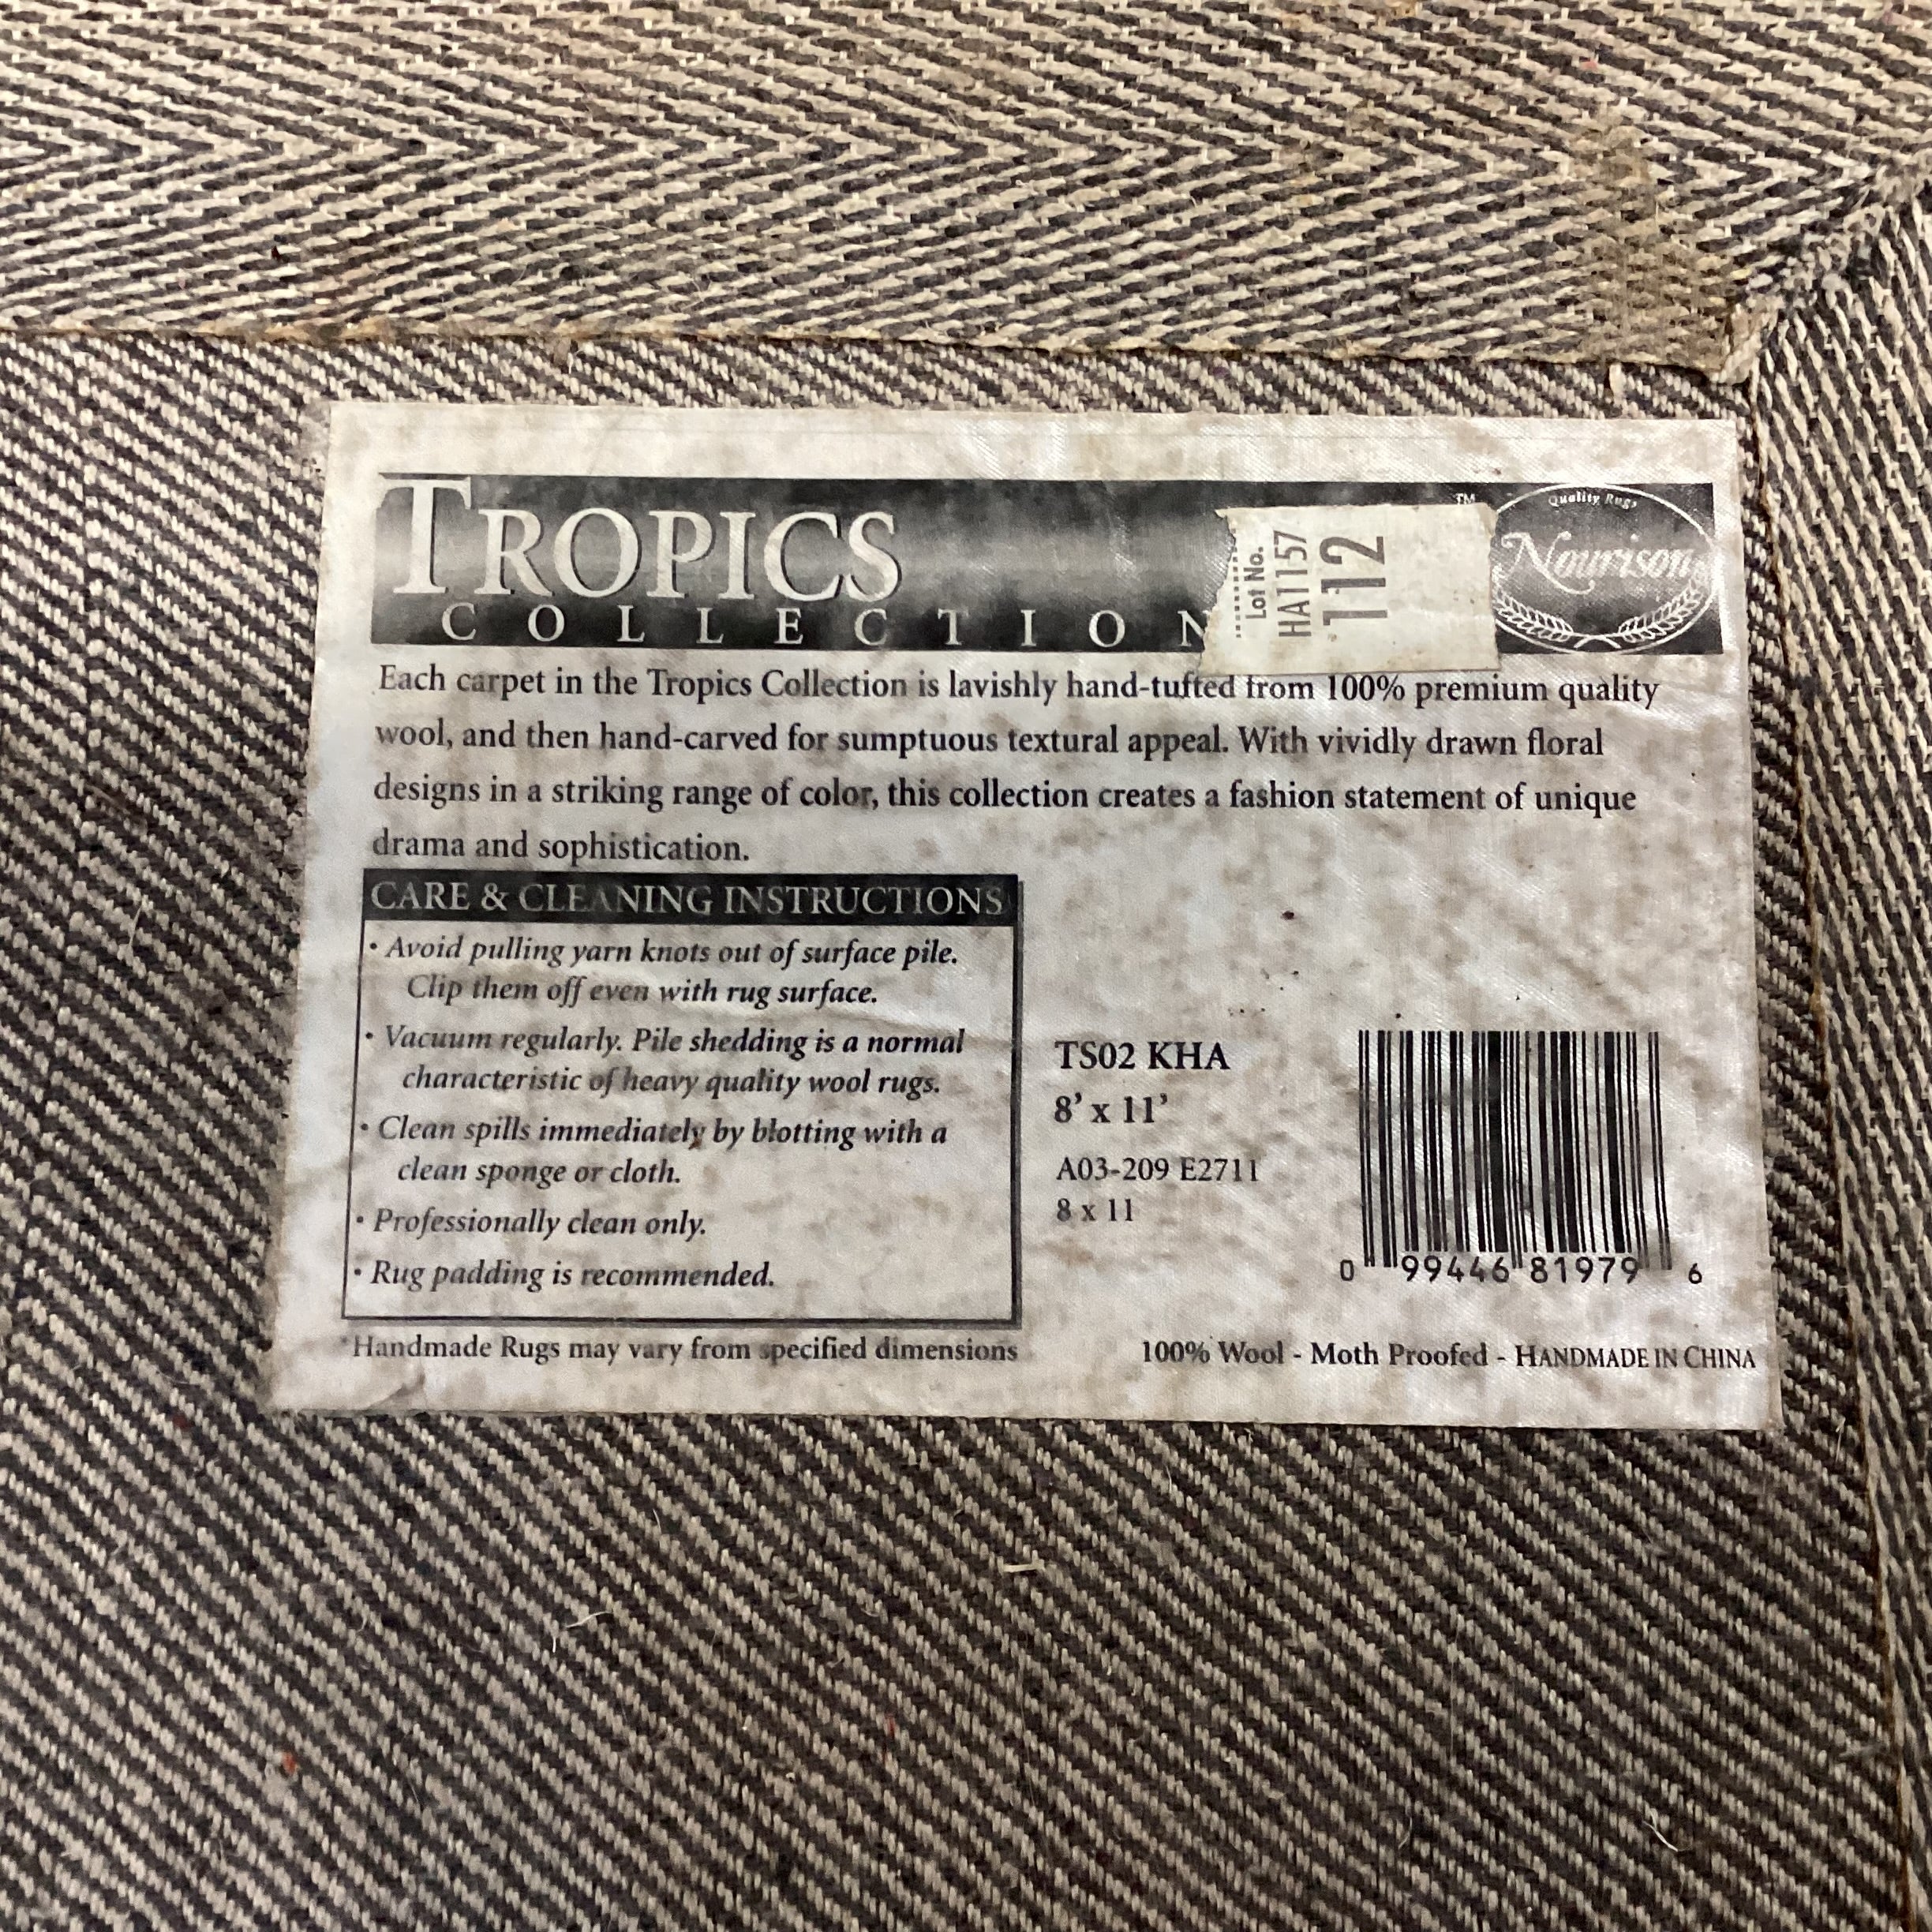 TROPICS
COLLECTION
TM
Quality Rugs
Nourison
Lot No.
HA1157
112
Each carpet in the Tropics Collection is lavishly hand-tufted from 100% premium quality
wool, and then hand-carved for sumptuous textural appeal. With vividly drawn floral
designs in a striking range of color, this collection creates a fashion statement of unique
drama and sophistication.
CARE & CLEANING INSTRUCTIONS
• Avoid pulling yarn knots out of surface pile.
Clip them off even with rug surface.
• Vacuum regularly. Pile shedding is a normal
characteristic of heavy quality wool rugs.
• Clean spills immediately by blotting with a
clean sponge or cloth.
• Professionally clean only.
• Rug padding is recommended.
*Handmade Rugs may vary from specified dimensions
TS02 KHA
8' x 11'
A03-209 E2711
8 x 11
0 99446 81979 6
100% Wool - Moth Proofed - HANDMADE IN CHINA